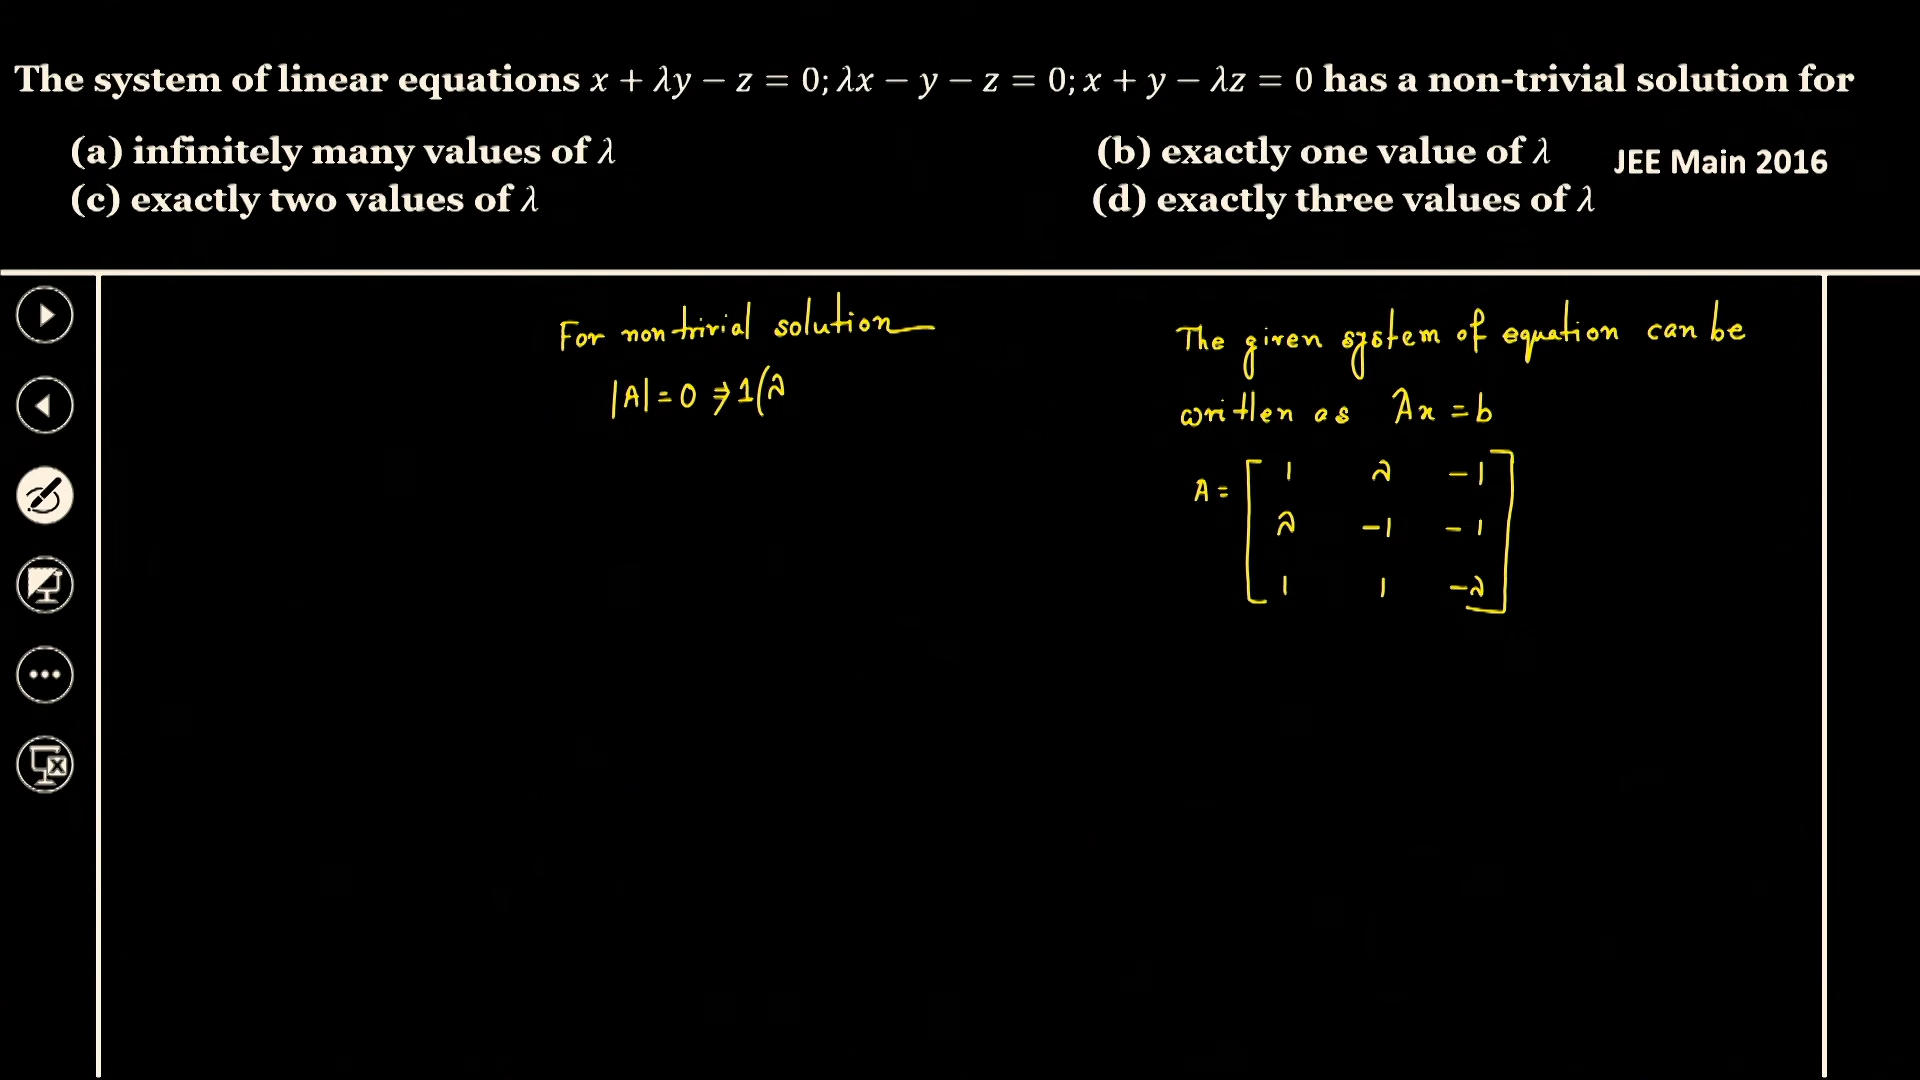 The system of linear equations x + λy − z = 0; λx − y − z = 0; x + y − λz = 0 has a non-trivial solution for
(a) infinitely many values of λ
(b) exactly one value of λ
JEE Main 2016
(c) exactly two values of λ
(d) exactly three values of λ
For non trivial solution
|A| = 0 ⇒ 1(λ
The given system of equation can be
written as Ax = b
A = [ 1 λ −1
λ −1 −1
1 1 −λ ]